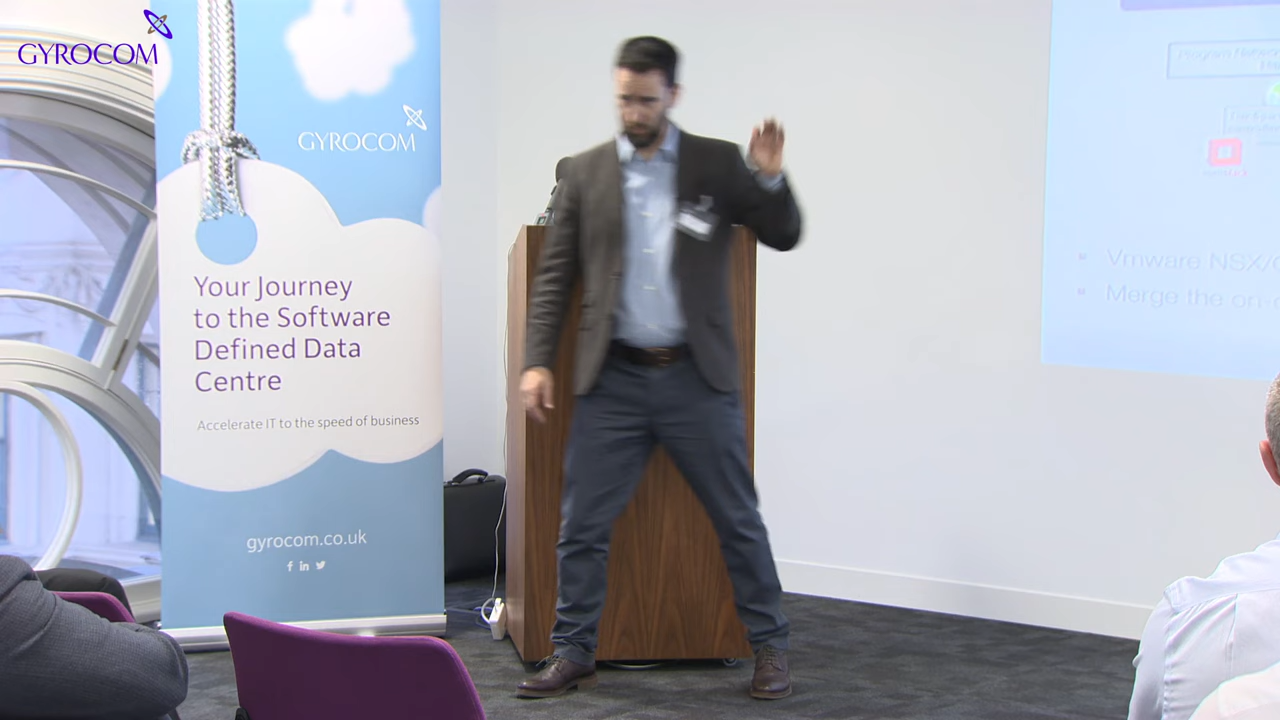 GYROCOM
GYROCOM
Your Journey
to the Software
Defined Data
Centre
Accelerate IT to the speed of business
gyrocom.co.uk
Vmware NSX/
Merge the